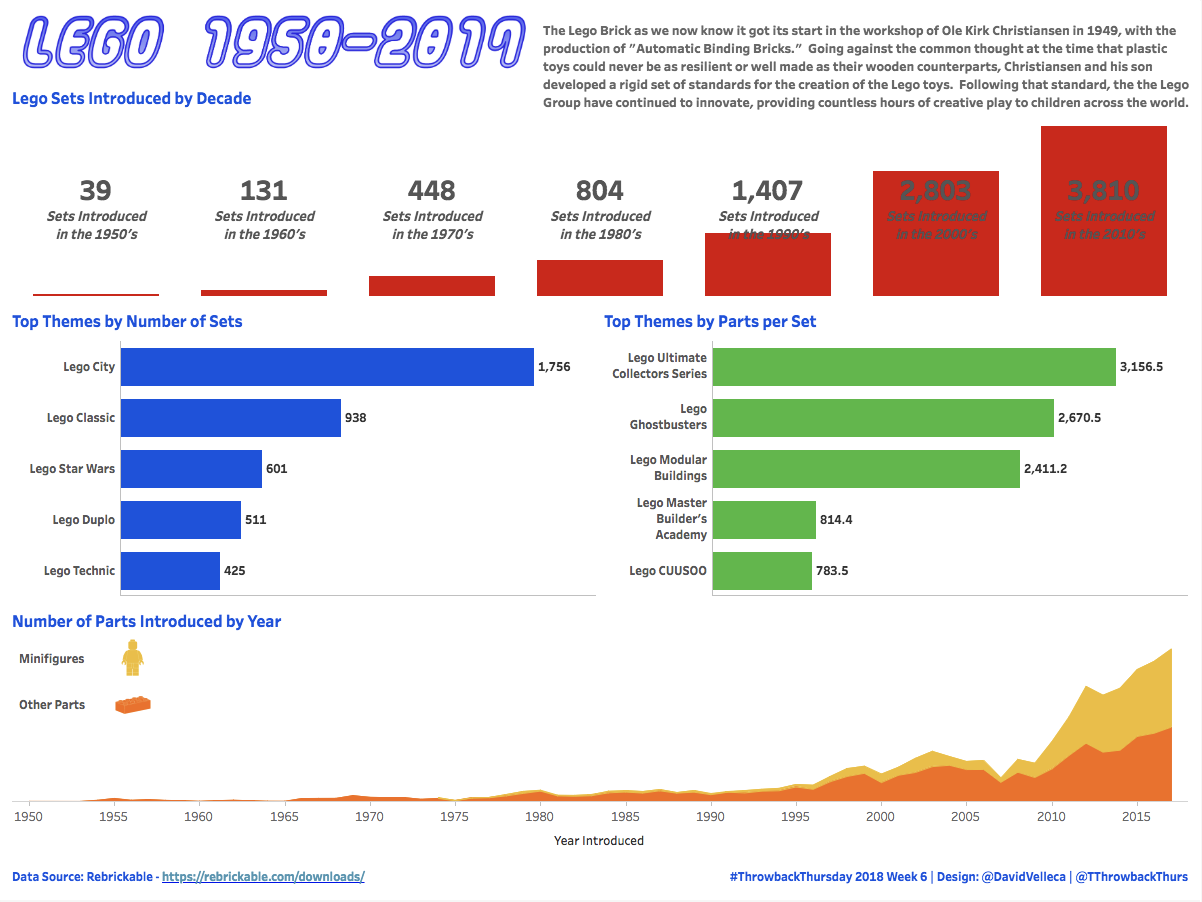 LEGO 1950-2017
The Lego Brick as we now know it got its start in the workshop of Ole Kirk Christiansen in 1949, with the
production of "Automatic Binding Bricks." Going against the common thought at the time that plastic
toys could never be as resilient or well made as their wooden counterparts, Christiansen and his son
developed a rigid set of standards for the creation of the Lego toys. Following that standard, the the Lego
Group have continued to innovate, providing countless hours of creative play to children across the world.
Lego Sets Introduced by Decade
39
Sets Introduced
in the 1950's
131
Sets Introduced
in the 1960's
448
Sets Introduced
in the 1970's
804
Sets Introduced
in the 1980's
1,407
Sets Introduced
in the 1990's
2,803
Sets Introduced
in the 2000's
3,810
Sets Introduced
in the 2010's
Top Themes by Number of Sets
Lego City 1,756
Lego Classic 938
Lego Star Wars 601
Lego Duplo 511
Lego Technic 425
Top Themes by Parts per Set
Lego Ultimate
Collectors Series 3,156.5
Lego
Ghostbusters 2,670.5
Lego Modular
Buildings 2,411.2
Lego Master
Builder's
Academy 814.4
Lego CUUSOO 783.5
Number of Parts Introduced by Year
Minifigures
Other Parts
1950 1955 1960 1965 1970 1975 1980 1985 1990 1995 2000 2005 2010 2015
Year Introduced
Data Source: Rebrickable - https://rebrickable.com/downloads/
#ThrowbackThursday 2018 Week 6 | Design: @DavidVelleca | @TThrowbackThurs